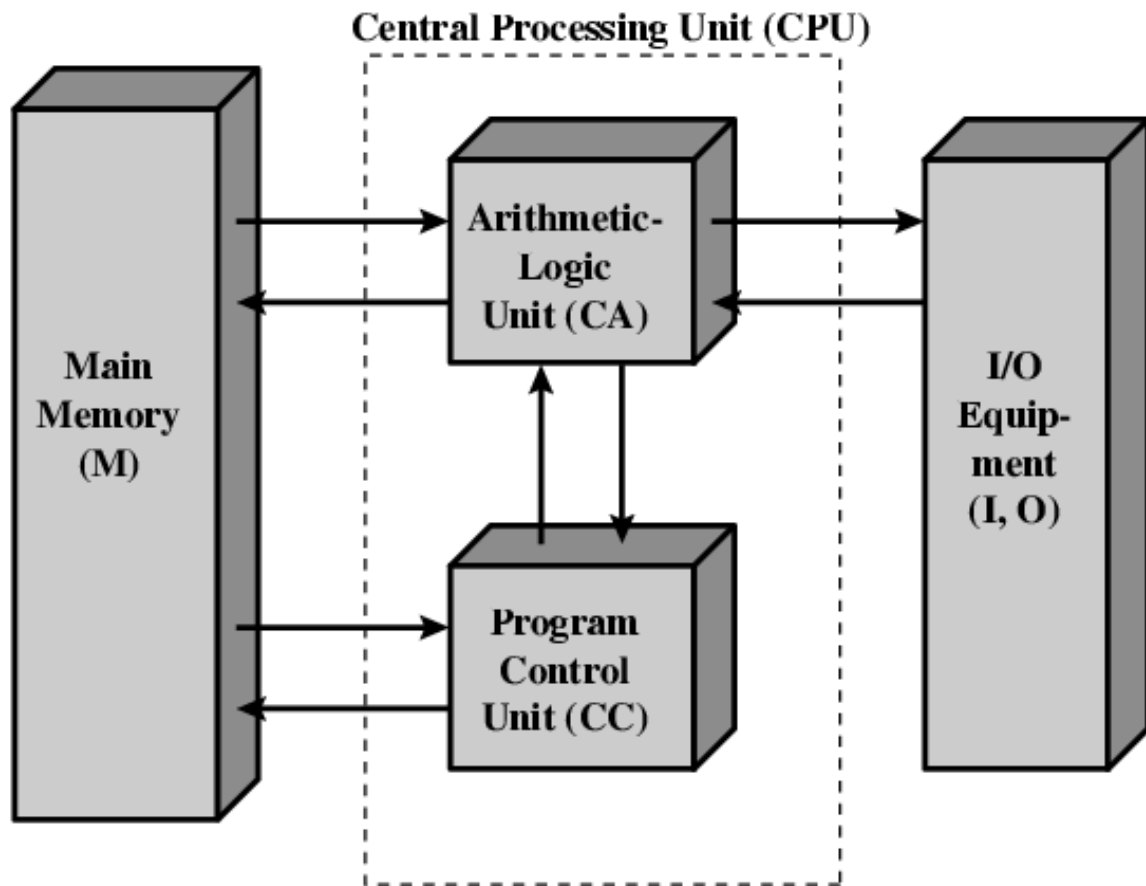 Central Processing Unit (CPU)
Main
Memory
(M)
Arithmetic-
Logic
Unit (CA)
Program
Control
Unit (CC)
I/O
Equip-
ment
(I, O)